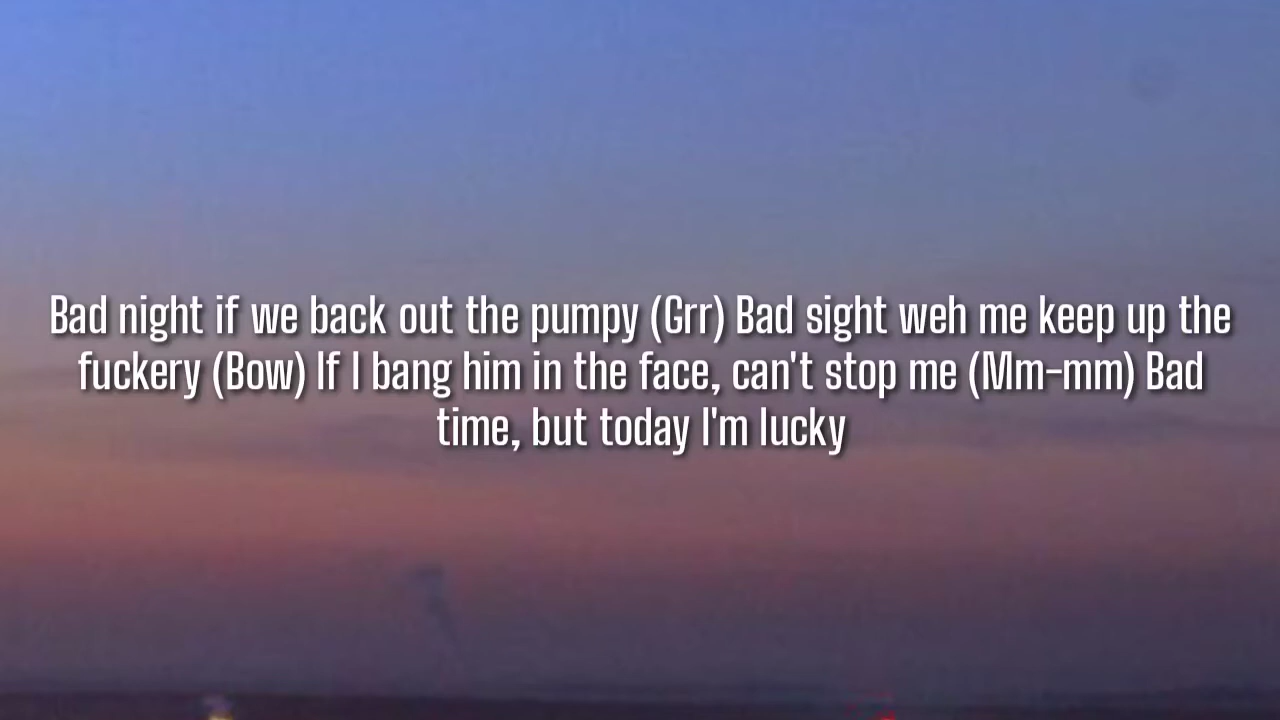 Bad night if we back out the pumpy (Grr) Bad sight weh me keep up the
fuckery (Bow) If I bang him in the face, can't stop me (Mm-mm) Bad
time, but today I'm lucky